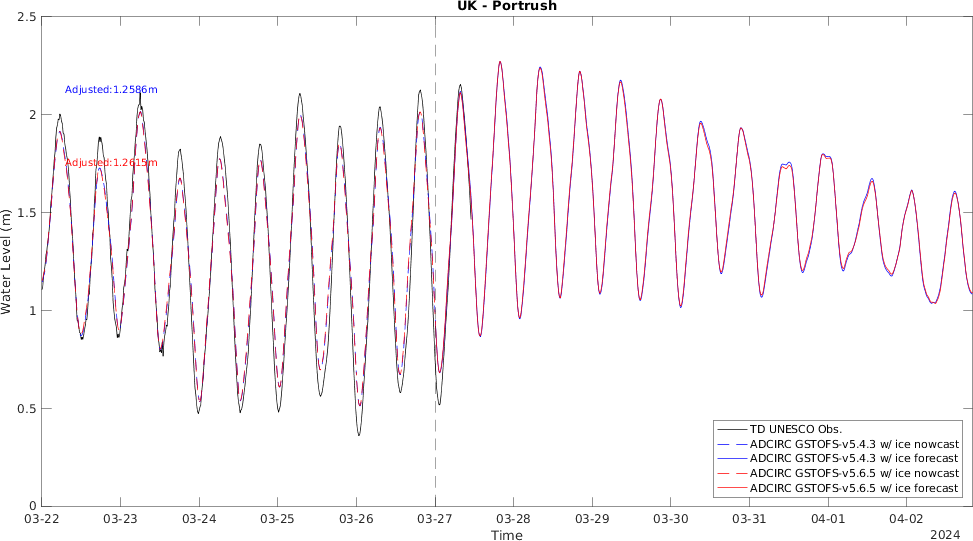 UK - Portrush
2.5
2
1.5
1
0.5
0
Water Level (m)
Adjusted:1.2586m
Adjusted:1.2615m
TD UNESCO Obs.
ADCIRC GSTOFS-v5.4.3 w/ ice nowcast
ADCIRC GSTOFS-v5.4.3 w/ ice forecast
ADCIRC GSTOFS-v5.6.5 w/ ice nowcast
ADCIRC GSTOFS-v5.6.5 w/ ice forecast
03-22 03-23 03-24 03-25 03-26 03-27 03-28 03-29 03-30 03-31 04-01 04-02
Time
2024